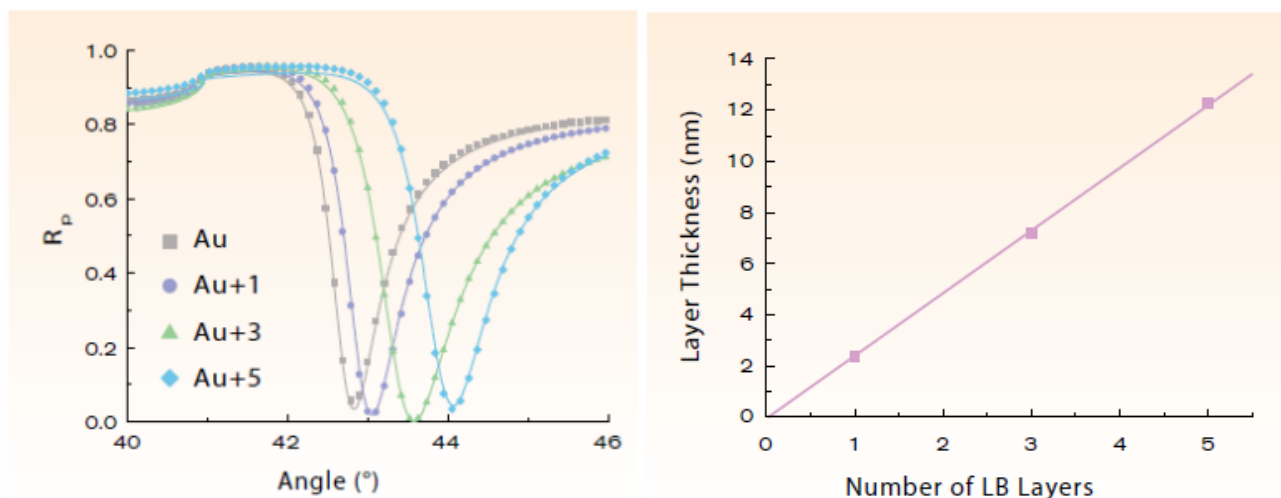 1.0
0.8
0.6
0.4
0.2
0.0
R_p
Au
Au+1
Au+3
Au+5
40 42 44 46
Angle (°)
14
12
10
8
6
4
2
0
Layer Thickness (nm)
0 1 2 3 4 5
Number of LB Layers